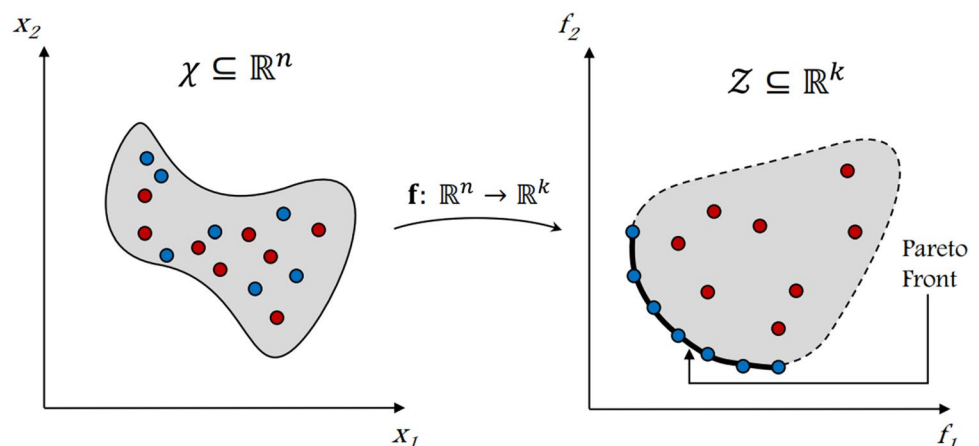 x₂
χ ⊆ ℝⁿ
x₁
f: ℝⁿ → ℝᵏ
f₂
𝒵 ⊆ ℝᵏ
Pareto
Front
f₁